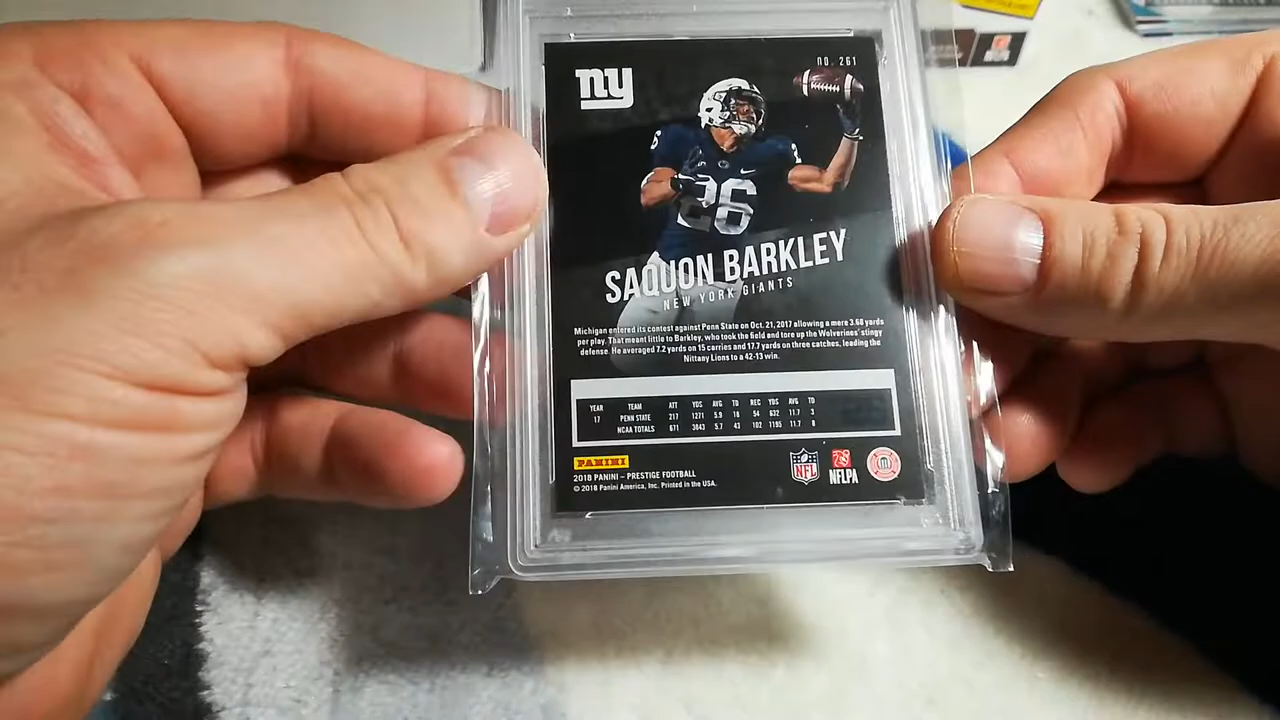 no. 261
ny
26
SAQUON BARKLEY
NEW YORK GIANTS
Michigan entered its contest against Penn State on Oct. 21, 2017 allowing a mere 3.68 yards
per play. That meant little to Barkley, who took the field and tore up the Wolverines' stingy
defense. He averaged 7.2 yards on 15 carries and 17.7 yards on three catches, leading the
Nittany Lions to a 42-13 win.
YEAR TEAM ATT YDS AVG TD REC YDS AVG TD
17 PENN STATE 217 1271 5.9 18 54 632 11.7 3
NCAA TOTALS 671 3843 5.7 43 102 1195 11.7 8
PANINI
2018 PANINI – PRESTIGE FOOTBALL
© 2018 Panini America, Inc. Printed in the USA.
NFL
NFLPA